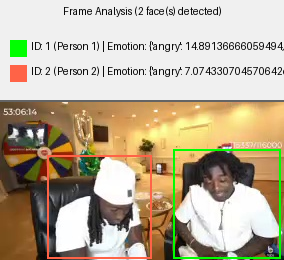 Frame Analysis (2 face(s) detected)
ID: 1 (Person 1) | Emotion: {'angry': 14.89136666059494,
ID: 2 (Person 2) | Emotion: {'angry': 7.074330704570642
53:06:14